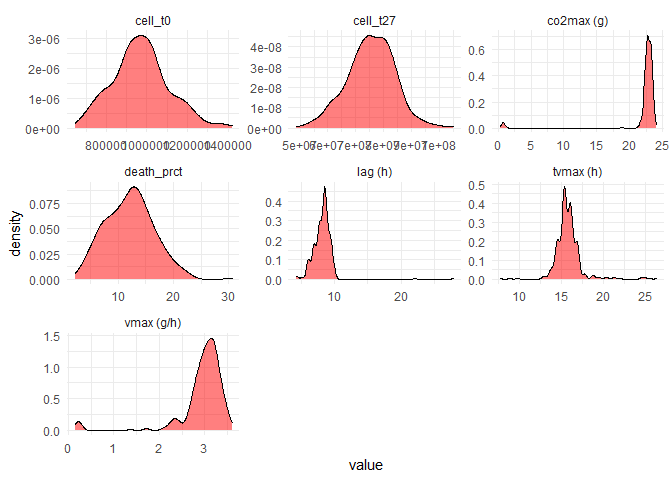 cell_t0 cell_t27 co2max (g)
3e-06
2e-06
1e-06
0e+00
4e-08
3e-08
2e-08
1e-08
0e+00
0.6
0.4
0.2
0.0
800000 1000000 1200000 1400000
1e+08
0 5 10 15 20 25
death_prct lag (h) tvmax (h)
0.075
0.050
0.025
0.000
0.4
0.3
0.2
0.1
0.0
0.5
0.4
0.3
0.2
0.1
0.0
10 20 30
10 20
10 15 20 25
density
vmax (g/h)
1.5
1.0
0.5
0.0
0 1 2 3
value